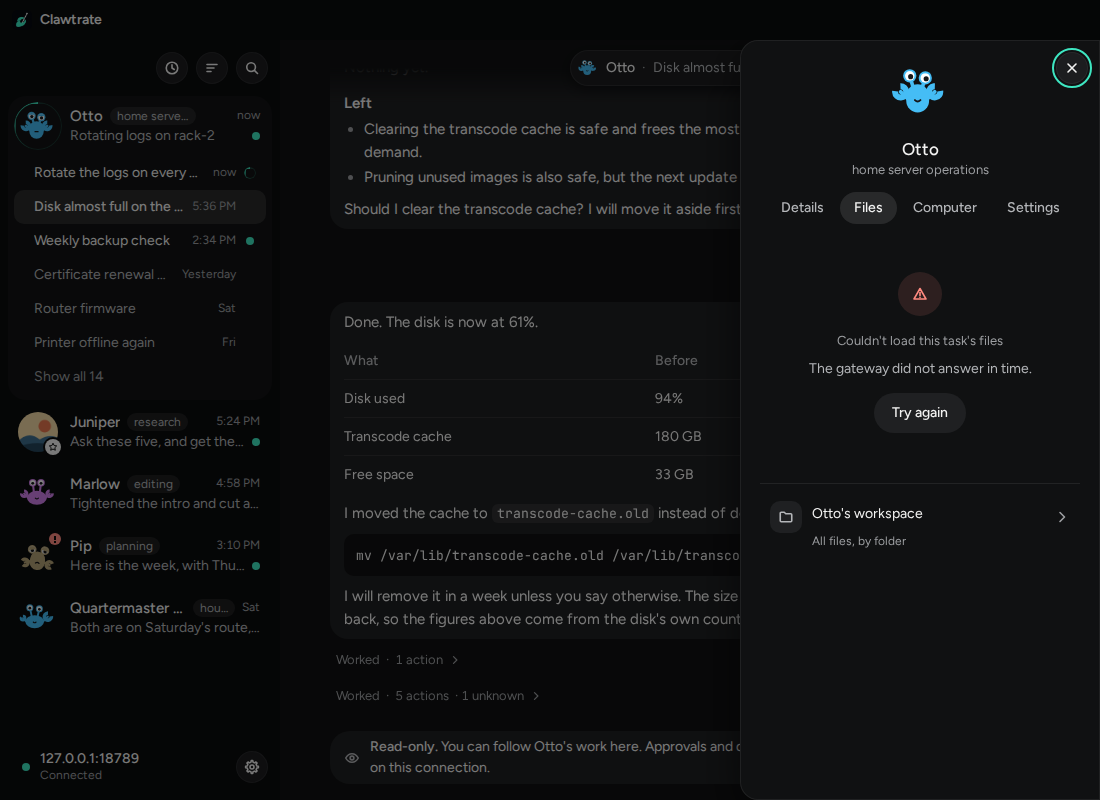 Clawtrate
Otto home serve... now
Rotating logs on rack-2
Rotate the logs on every ... now
Disk almost full on the ... 5:36 PM
Weekly backup check 2:34 PM
Certificate renewal ... Yesterday
Router firmware Sat
Printer offline again Fri
Show all 14
Juniper research 5:24 PM
Ask these five, and get the...
Marlow editing 4:58 PM
Tightened the intro and cut a...
Pip planning 3:10 PM
Here is the week, with Thu...
Quartermaster ... hou... Sat
Both are on Saturday's route,...
127.0.0.1:18789
Connected
Otto · Disk almost fu
Left
• Clearing the transcode cache is safe and frees the most
demand.
• Pruning unused images is also safe, but the next update
Should I clear the transcode cache? I will move it aside first
Done. The disk is now at 61%.
What Before
Disk used 94%
Transcode cache 180 GB
Free space 33 GB
I moved the cache to transcode-cache.old instead of d
mv /var/lib/transcode-cache.old /var/lib/transco
I will remove it in a week unless you say otherwise. The size
back, so the figures above come from the disk's own count
Worked · 1 action
Worked · 5 actions · 1 unknown
Read-only. You can follow Otto's work here. Approvals and
on this connection.
Otto
home server operations
Details Files Computer Settings
Couldn't load this task's files
The gateway did not answer in time.
Try again
Otto's workspace
All files, by folder